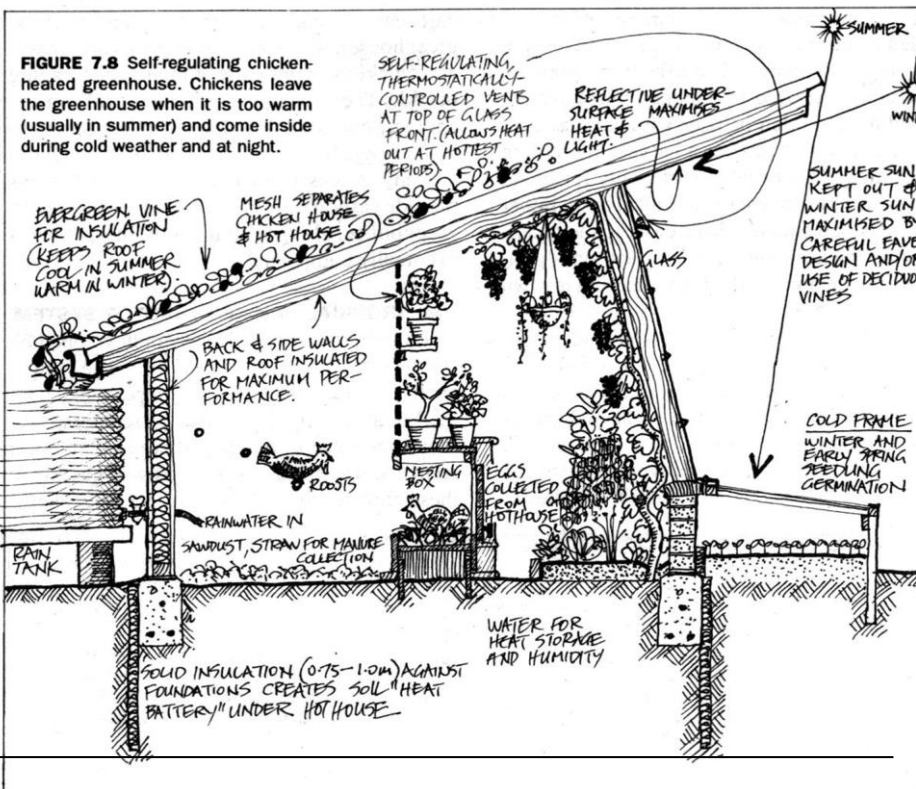 FIGURE 7.8 Self-regulating chicken-
heated greenhouse. Chickens leave
the greenhouse when it is too warm
(usually in summer) and come inside
during cold weather and at night.
SELF-REGULATING,
THERMOSTATICALLY-
CONTROLLED VENTS
AT TOP OF GLASS
FRONT. (ALLOWS HEAT
OUT AT HOTTEST
PERIODS)
REFLECTIVE UNDER-
SURFACE MAXIMISES
HEAT &
LIGHT.
SUMMER
WIN
SUMMER SUN
KEPT OUT &
WINTER SUN
MAXIMISED BY
CAREFUL EAVE
DESIGN AND/OR
USE OF DECIDUO
VINES
EVERGREEN VINE
FOR INSULATION
(KEEPS ROOF
COOL IN SUMMER
WARM IN WINTER)
MESH SEPARATES
CHICKEN HOUSE
& HOT HOUSE
GLASS
BACK & SIDE WALLS
AND ROOF INSULATED
FOR MAXIMUM PER-
FORMANCE.
ROOSTS
NESTING
BOX
EGGS
COLLECTED
FROM
HOTHOUSE
COLD FRAME
WINTER AND
EARLY SPRING
SEEDLING
GERMINATION
RAINWATER IN
SAWDUST, STRAW FOR MANURE
COLLECTION
RAIN
TANK
WATER FOR
HEAT STORAGE
AND HUMIDITY
SOLID INSULATION (0.75-1.0m) AGAINST
FOUNDATIONS CREATES SOIL "HEAT
BATTERY" UNDER HOTHOUSE